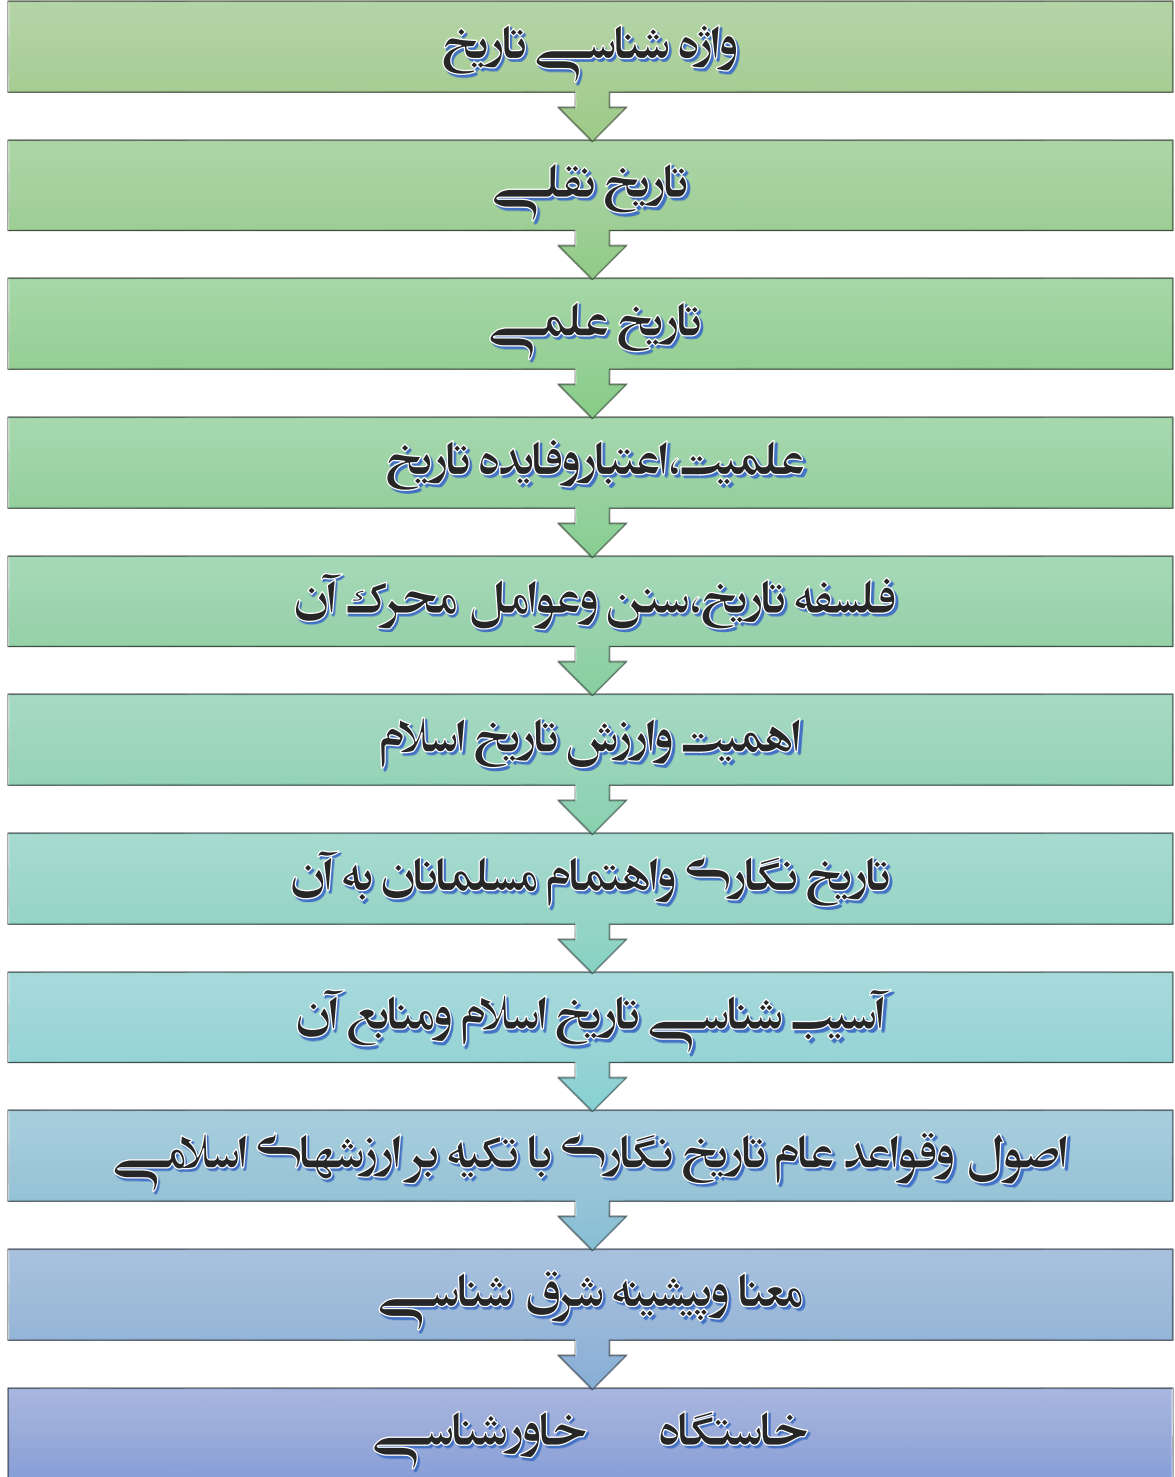 واژه شناسی تاریخ
تاریخ نقلی
تاریخ علمی
علمیت،اعتباروفایده تاریخ
فلسفه تاریخ،سنن وعوامل محرک آن
اهمیت وارزش تاریخ اسلام
تاریخ نگاری واهتمام مسلمانان به آن
آسیب شناسی تاریخ اسلام ومنابع آن
اصول وقواعد عام تاریخ نگاری با تکیه بر ارزشهای اسلامی
معنا وپیشینه شرق شناسی
خاستگاه خاورشناسی